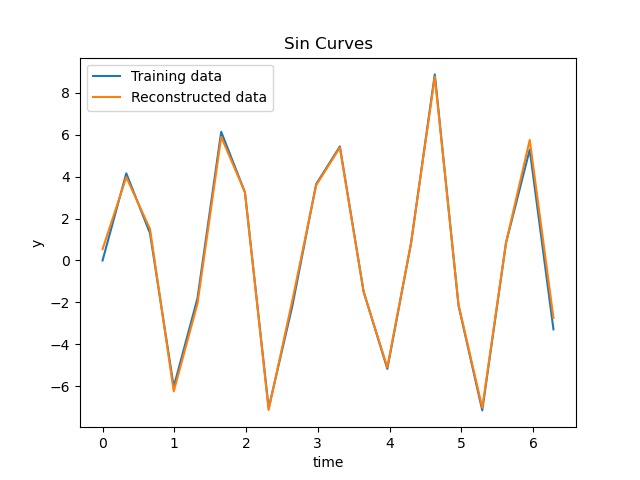 Sin Curves
Training data
Reconstructed data
8
6
4
2
0
−2
−4
−6
y
0 1 2 3 4 5 6
time